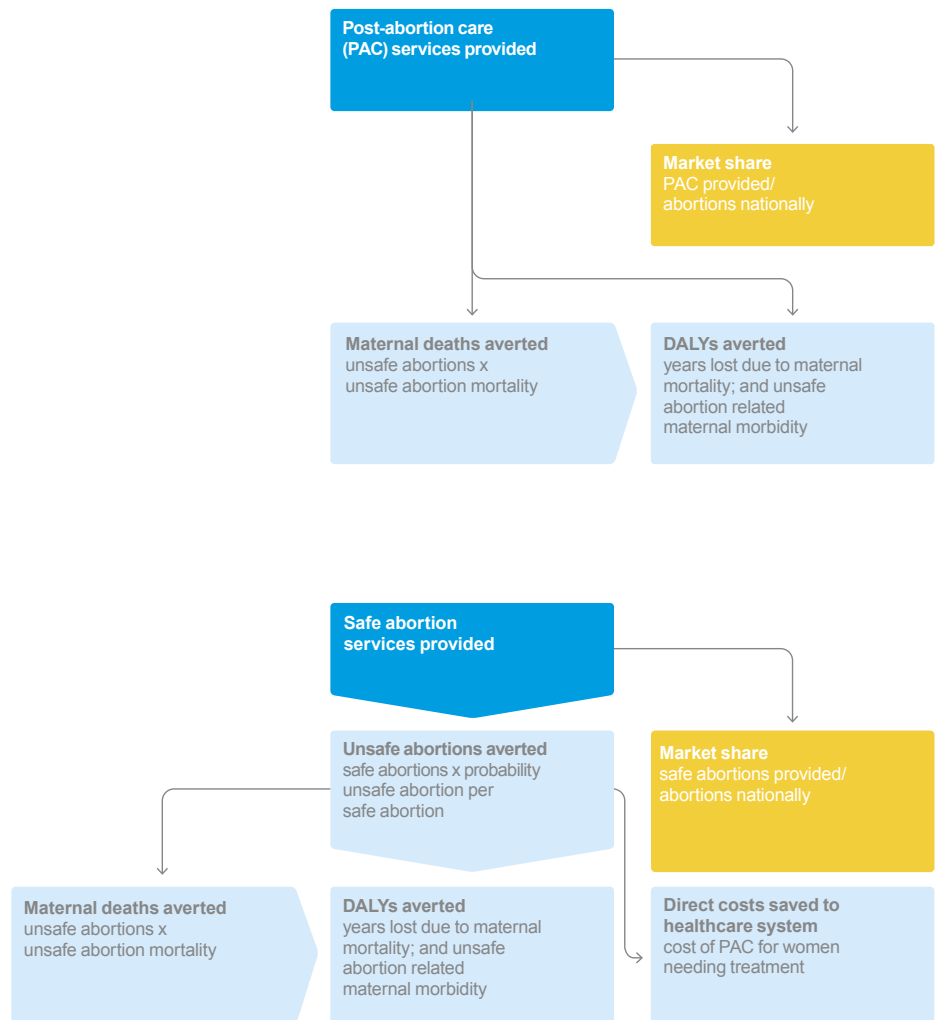 Post-abortion care
(PAC) services provided
Market share
PAC provided/
abortions nationally
Maternal deaths averted
unsafe abortions x
unsafe abortion mortality
DALYs averted
years lost due to maternal
mortality; and unsafe
abortion related
maternal morbidity
Safe abortion
services provided
Unsafe abortions averted
safe abortions x probability
unsafe abortion per
safe abortion
Market share
safe abortions provided/
abortions nationally
Maternal deaths averted
unsafe abortions x
unsafe abortion mortality
DALYs averted
years lost due to maternal
mortality; and unsafe
abortion related
maternal morbidity
Direct costs saved to
healthcare system
cost of PAC for women
needing treatment